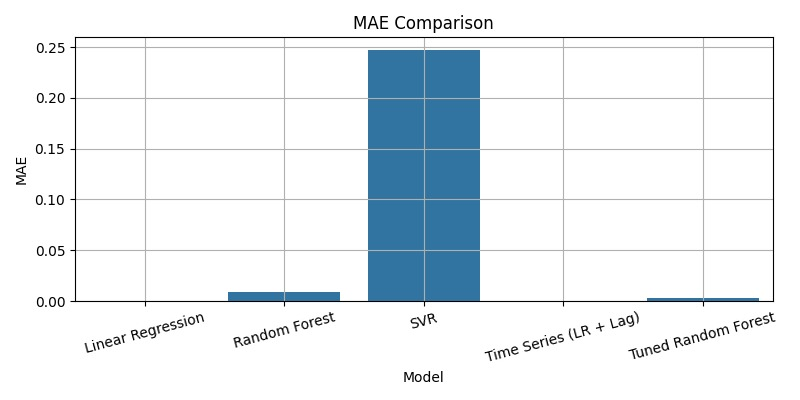 MAE Comparison
0.25
0.20
0.15
0.10
0.05
0.00
MAE
Linear Regression
Random Forest
SVR
Time Series (LR + Lag)
Tuned Random Forest
Model